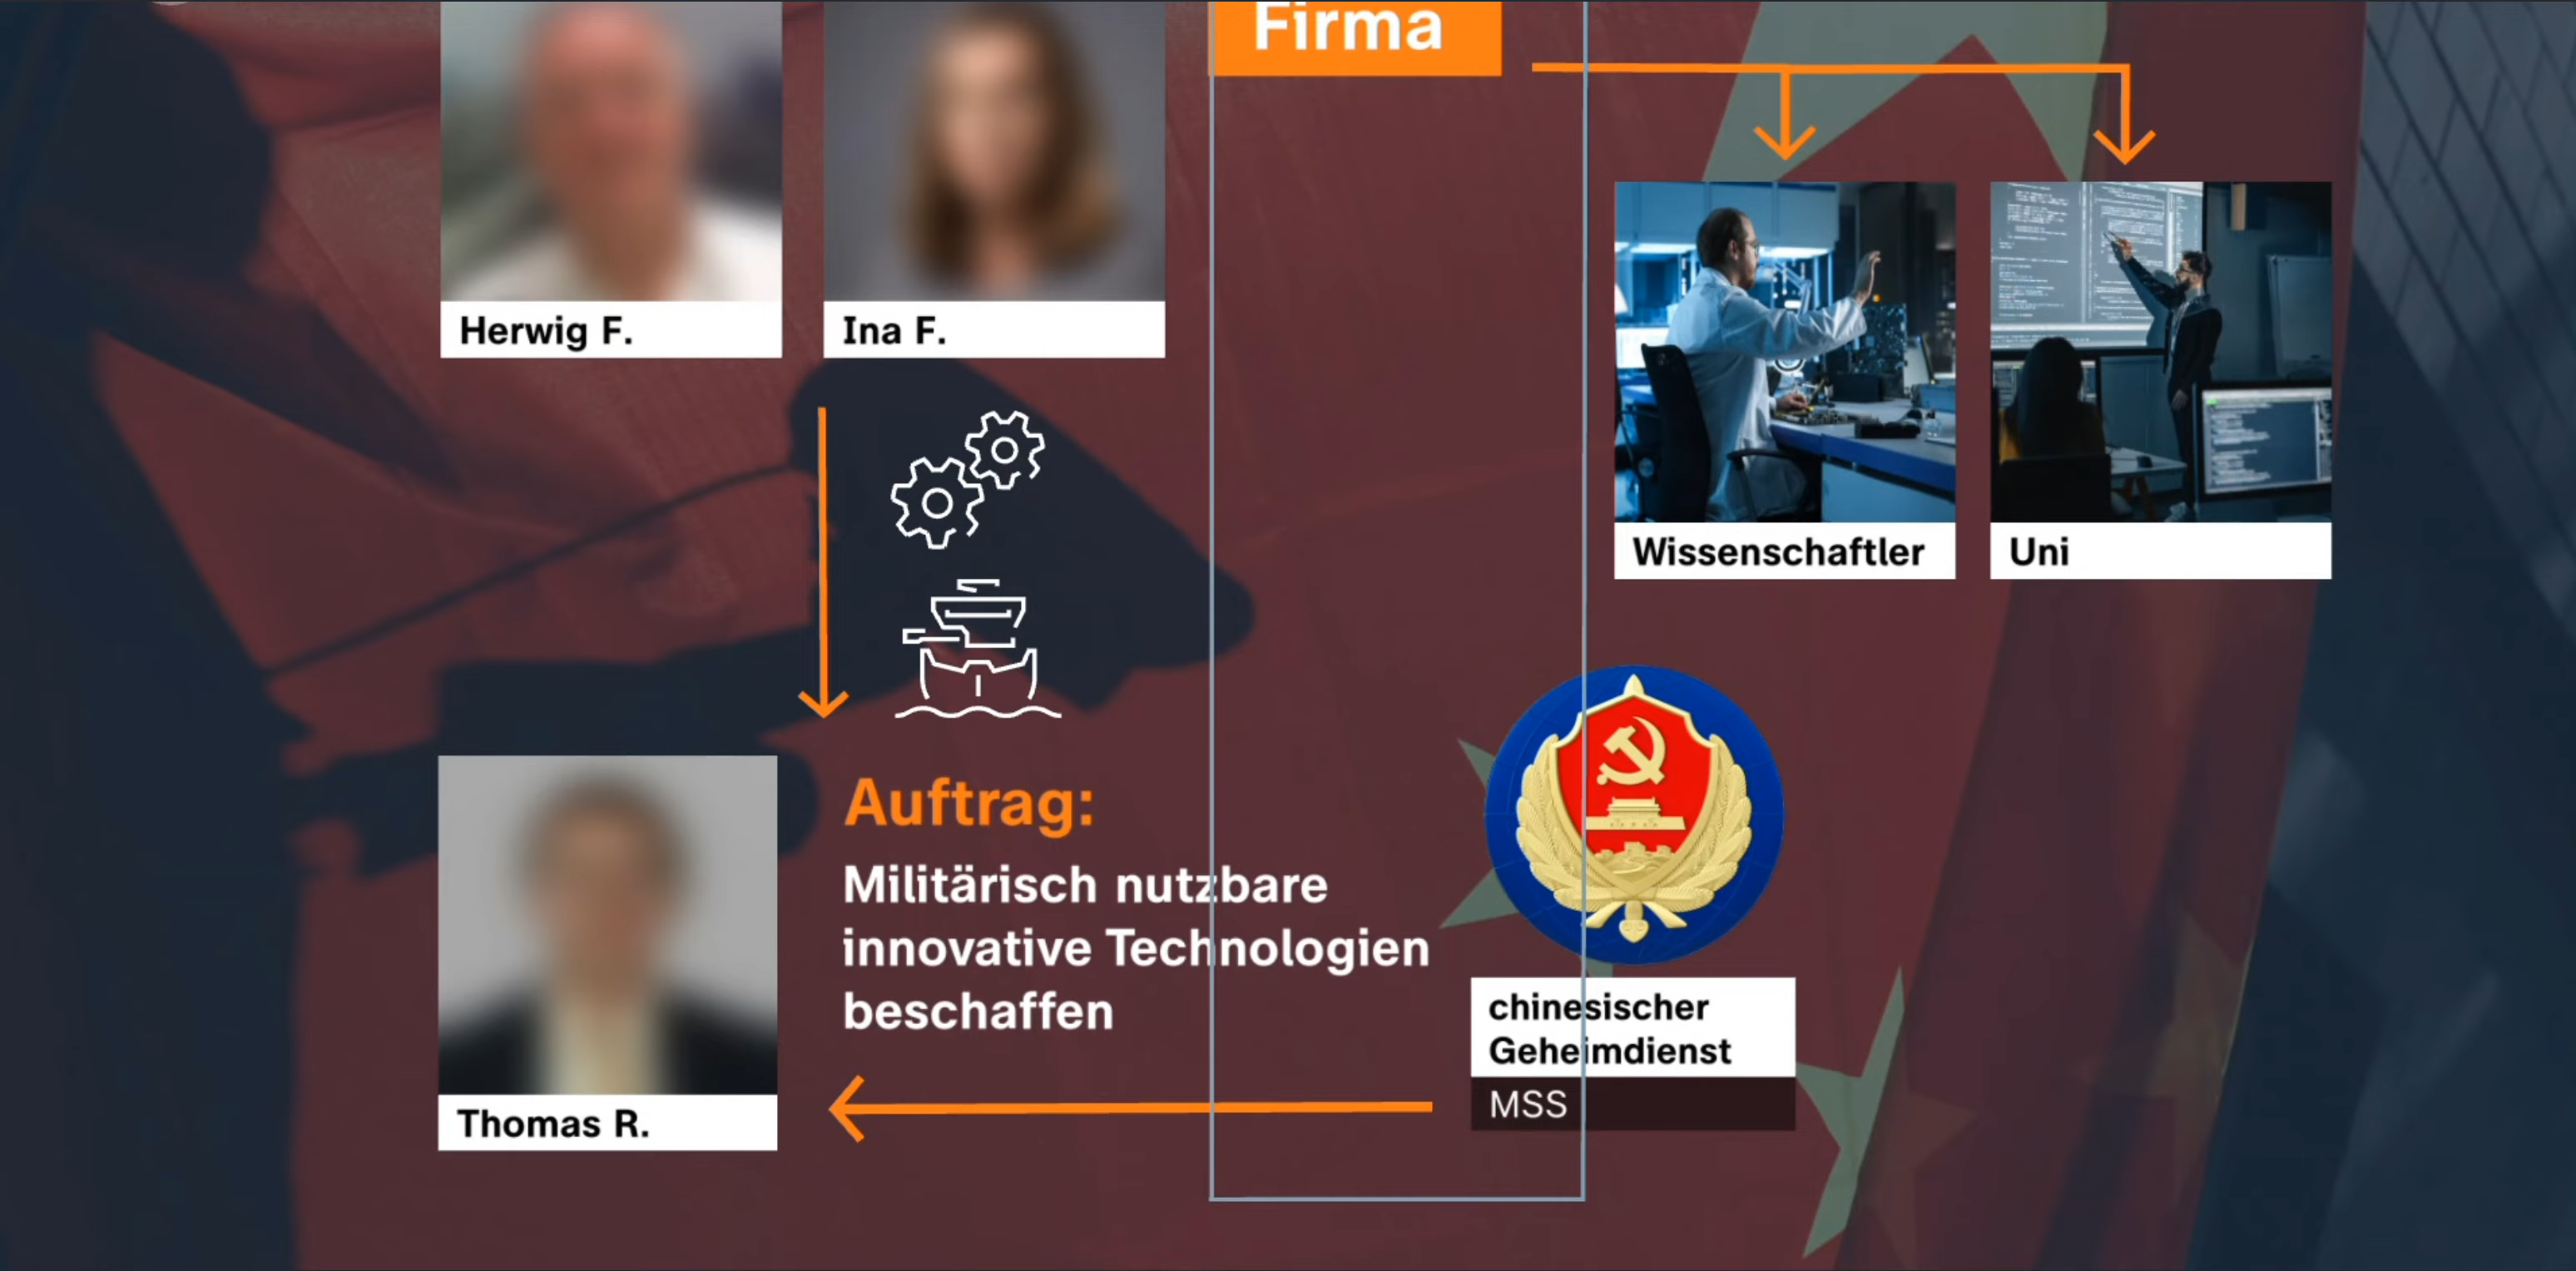 Firma
Herwig F.
Ina F.
Wissenschaftler
Uni
Auftrag:
Militärisch nutzbare
innovative Technologien
beschaffen
chinesischer
Geheimdienst
MSS
Thomas R.